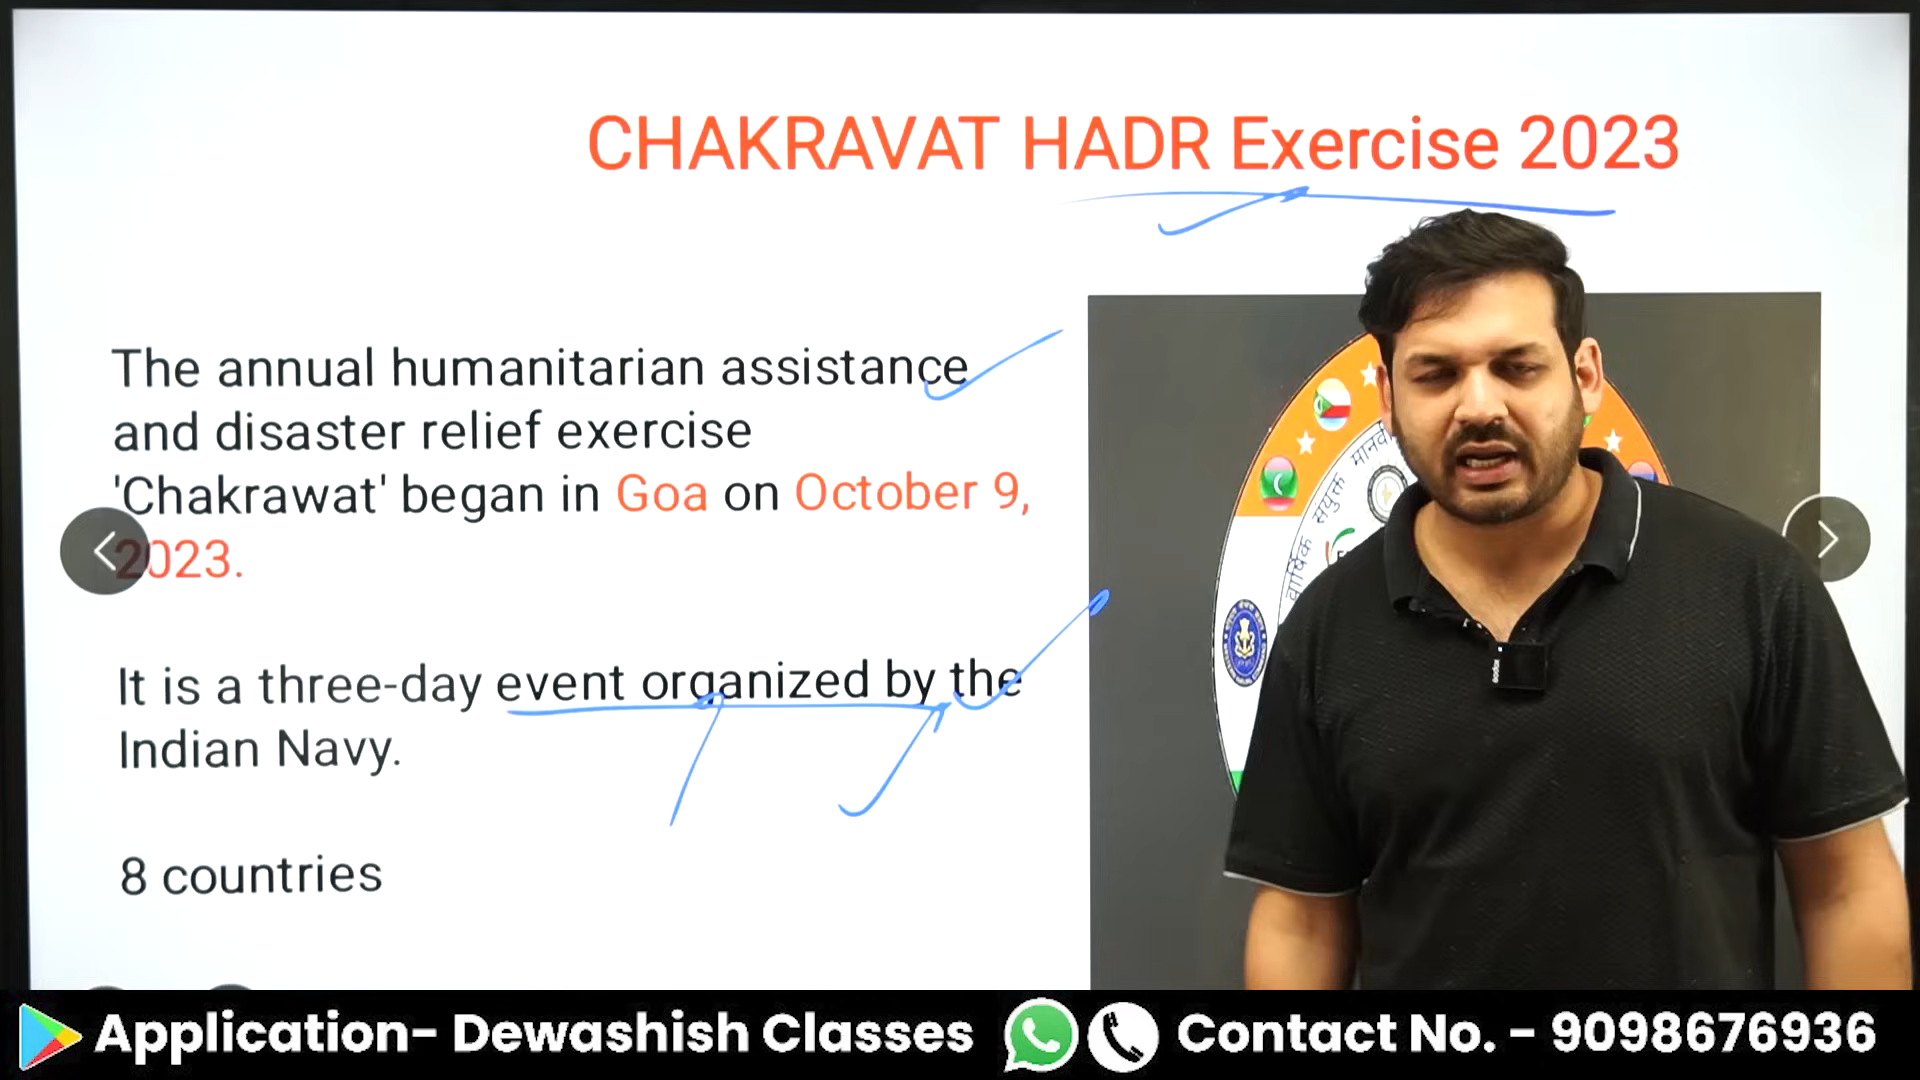 CHAKRAVAT HADR Exercise 2023
The annual humanitarian assistance
and disaster relief exercise
'Chakrawat' began in Goa on October 9,
2023.
It is a three-day event organized by the
Indian Navy.
8 countries
वार्षिक संयुक्त
Application- Dewashish Classes
Contact No. - 9098676936